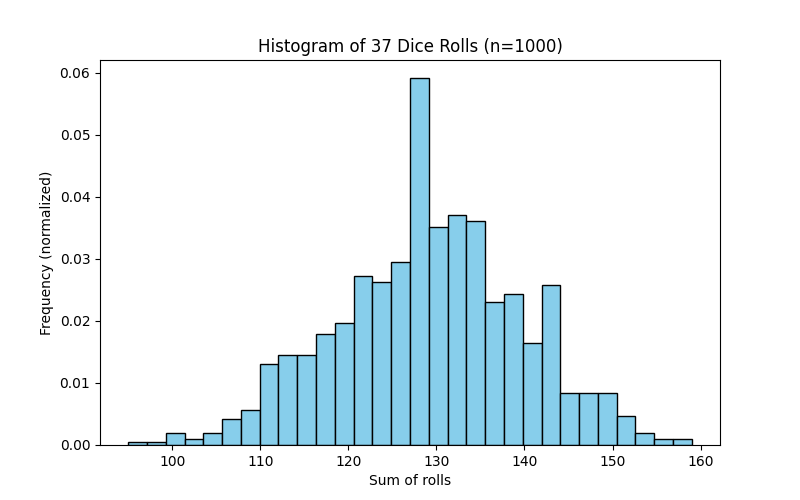 Histogram of 37 Dice Rolls (n=1000)
Frequency (normalized)
0.06
0.05
0.04
0.03
0.02
0.01
0.00
100 110 120 130 140 150 160
Sum of rolls